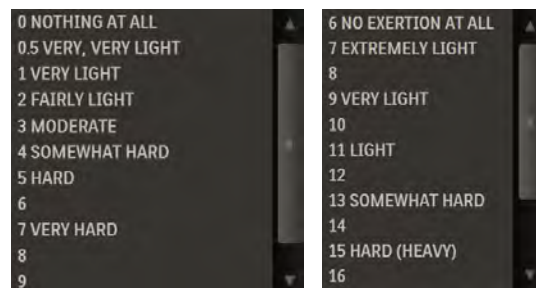 0 NOTHING AT ALL
0.5 VERY, VERY LIGHT
1 VERY LIGHT
2 FAIRLY LIGHT
3 MODERATE
4 SOMEWHAT HARD
5 HARD
6
7 VERY HARD
8
9
6 NO EXERTION AT ALL
7 EXTREMELY LIGHT
8
9 VERY LIGHT
10
11 LIGHT
12
13 SOMEWHAT HARD
14
15 HARD (HEAVY)
16